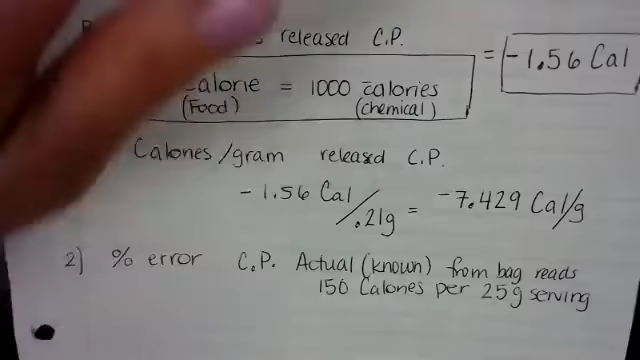 released C.P.
= -1.56 Cal
calorie = 1000 calories
(Food) (chemical)
Calories/gram released C.P.
-1.56 Cal/.21g = -7.429 Cal/g
2) % error C.P. Actual (known) from bag reads
150 Calories per 25g serving